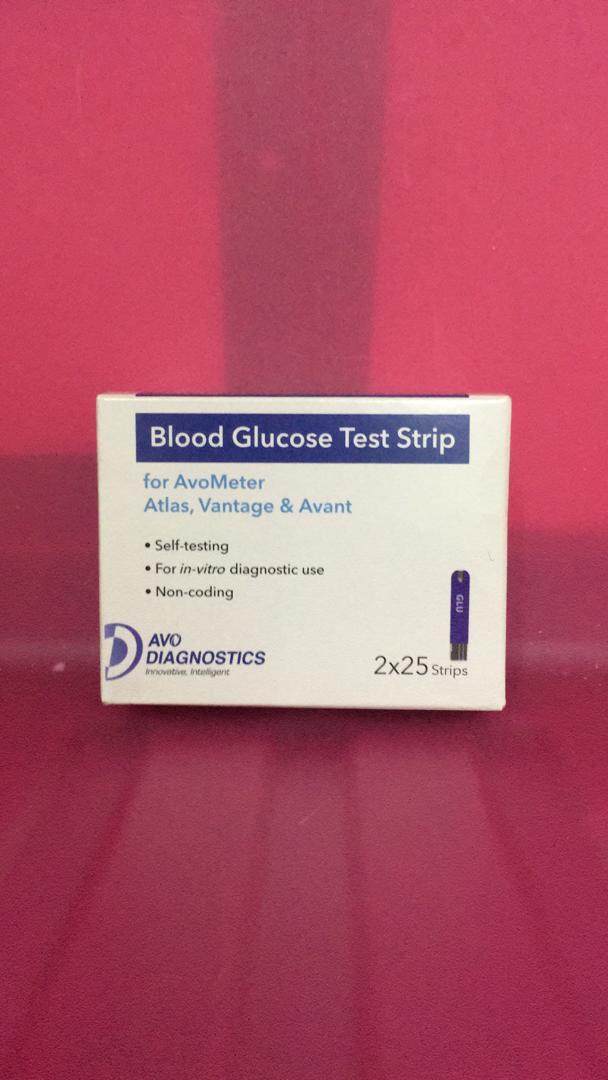 Blood Glucose Test Strip
for AvoMeter
Atlas, Vantage & Avant
• Self-testing
• For in-vitro diagnostic use
• Non-coding
GLU
AVO
DIAGNOSTICS
Innovative, Intelligent
2x25 Strips